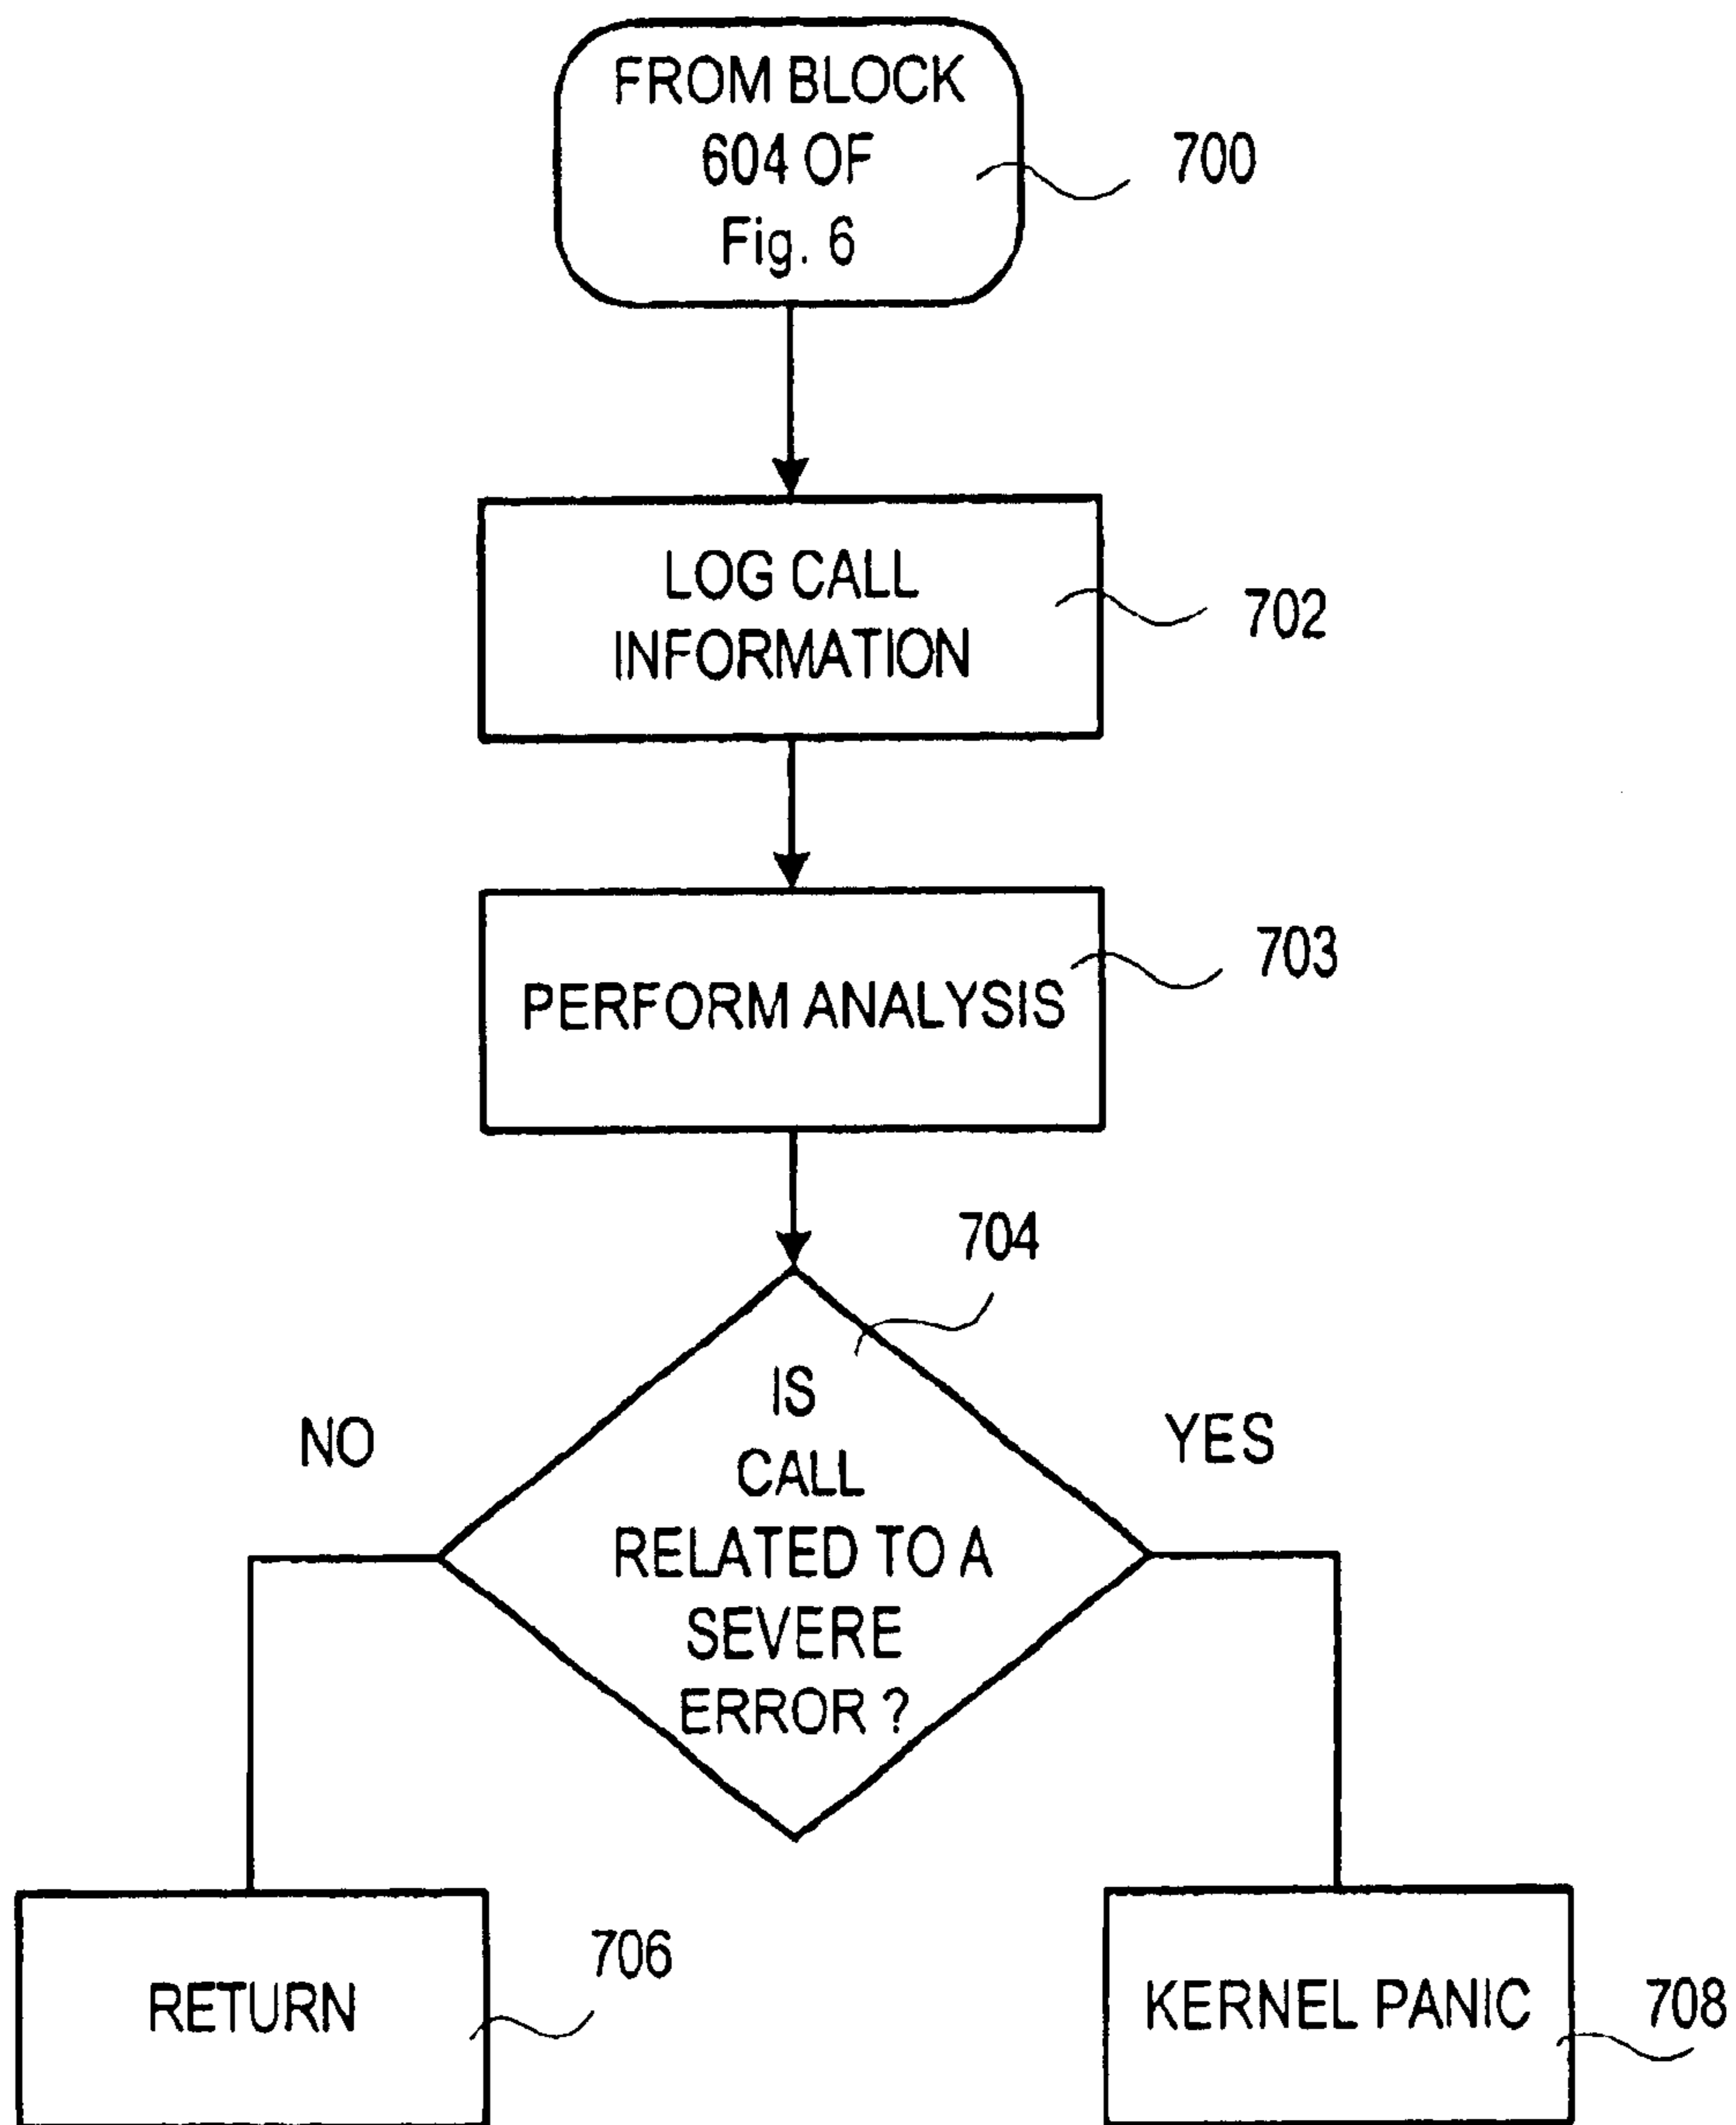 FROM BLOCK
604 OF
Fig. 6
700
LOG CALL
INFORMATION
702
703
PERFORM ANALYSIS
704
IS
CALL
RELATED TO A
SEVERE
ERROR ?
NO
YES
RETURN
706
KERNEL PANIC
708